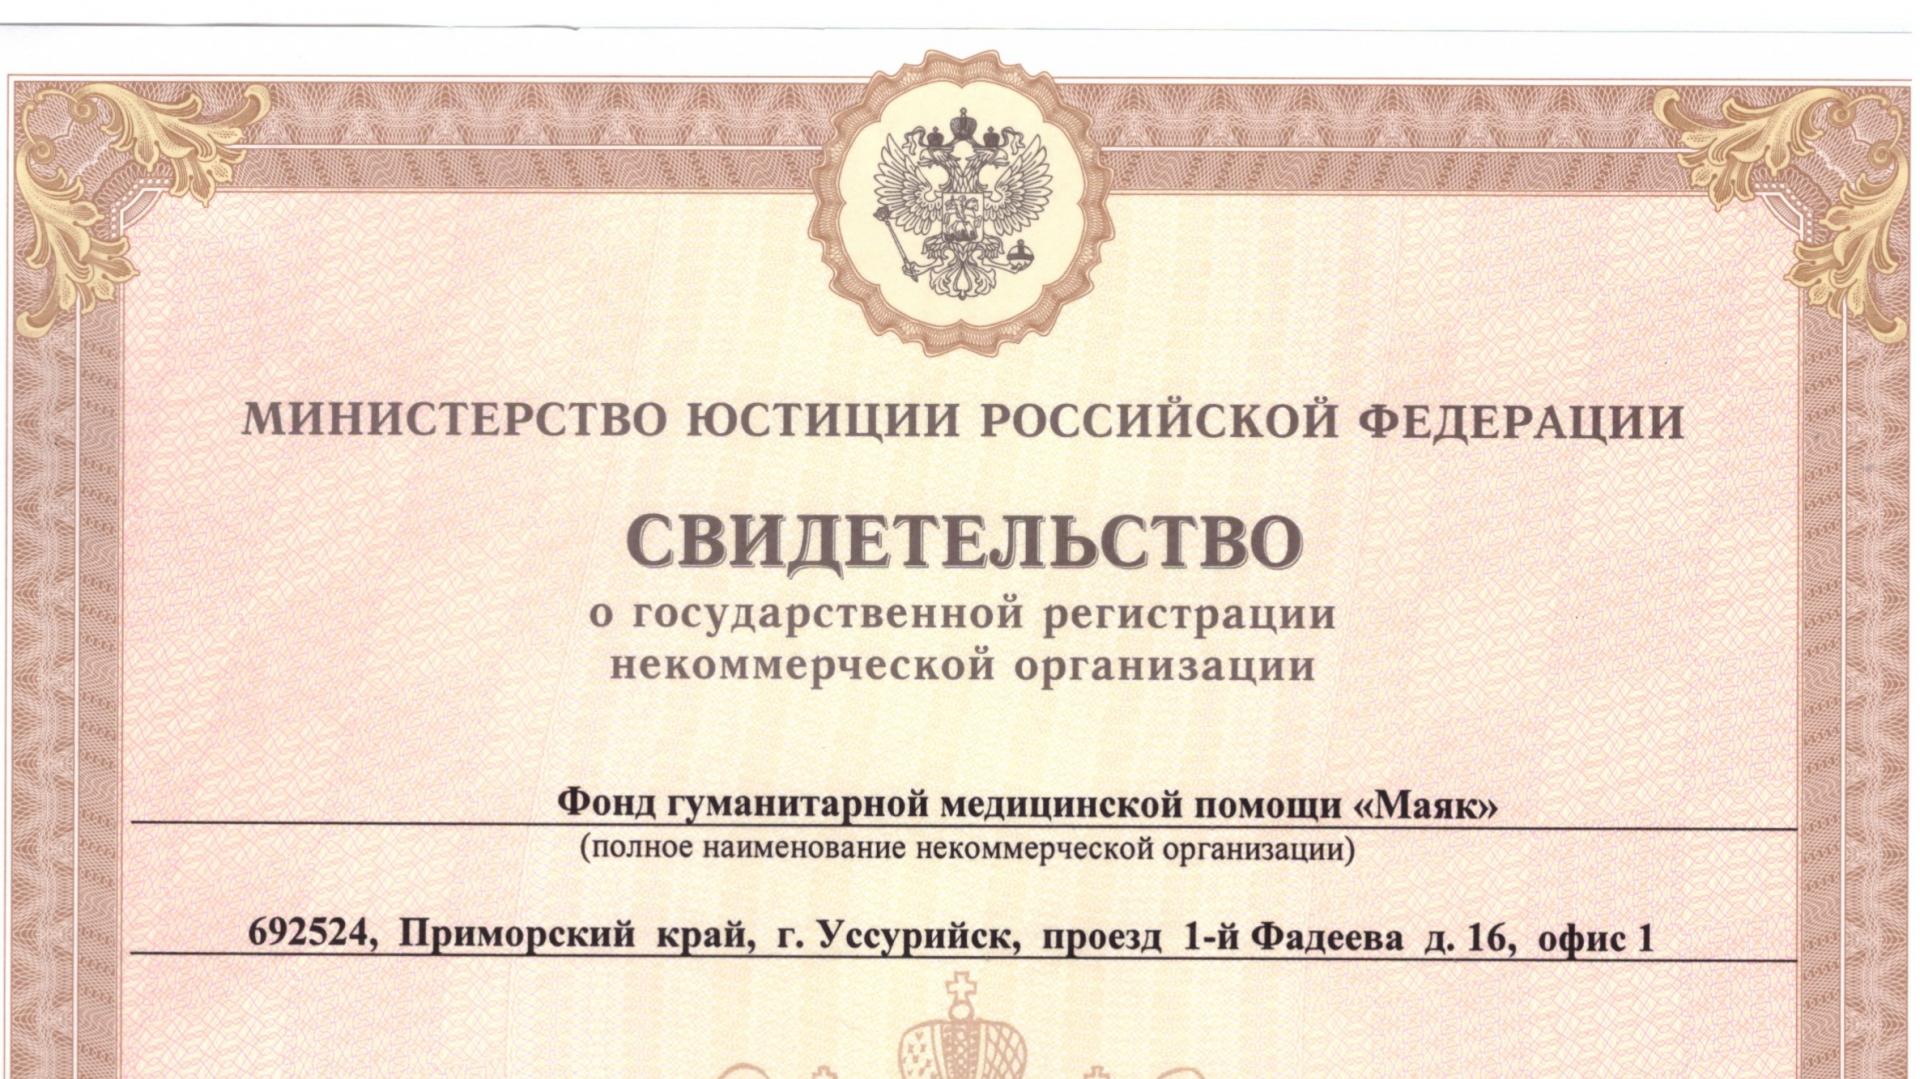 МИНИСТЕРСТВО ЮСТИЦИИ РОССИЙСКОЙ ФЕДЕРАЦИИ
СВИДЕТЕЛЬСТВО
о государственной регистрации
некоммерческой организации
Фонд гуманитарной медицинской помощи «Маяк»
(полное наименование некоммерческой организации)
692524, Приморский край, г. Уссурийск, проезд 1-й Фадеева д. 16, офис 1